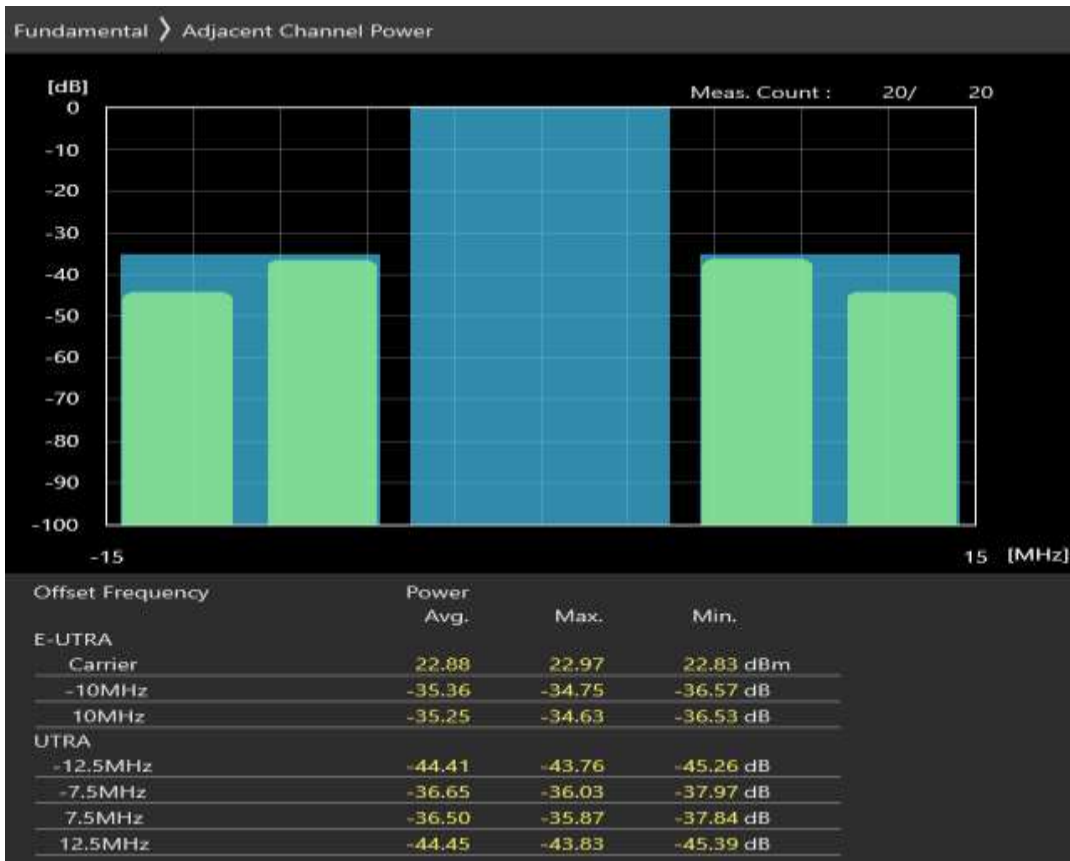 Fundamental 〉 Adjacent Channel Power
[dB]
Meas. Count : 20/ 20
0
-10
-20
-30
-40
-50
-60
-70
-80
-90
-100
-15 15 [MHz]
Offset Frequency Power
Avg. Max. Min.
E-UTRA
Carrier 22.88 22.97 22.83 dBm
-10MHz -35.36 -34.75 -36.57 dB
10MHz -35.25 -34.63 -36.53 dB
UTRA
-12.5MHz -44.41 -43.76 -45.26 dB
-7.5MHz -36.65 -36.03 -37.97 dB
7.5MHz -36.50 -35.87 -37.84 dB
12.5MHz -44.45 -43.83 -45.39 dB